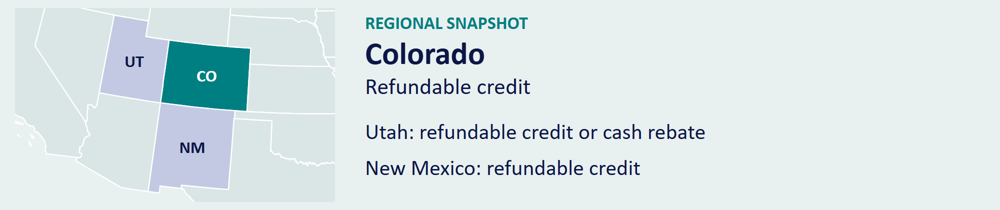 UT
CO
NM
REGIONAL SNAPSHOT
Colorado
Refundable credit
Utah: refundable credit or cash rebate
New Mexico: refundable credit